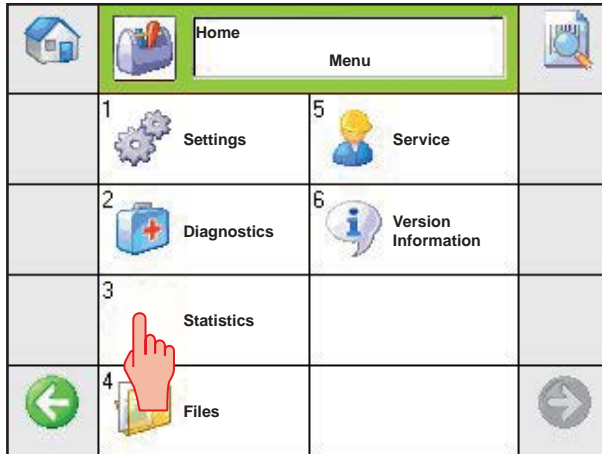 Home
Menu
1
Settings
5
Service
2
Diagnostics
6
Version
Information
3
Statistics
4
Files